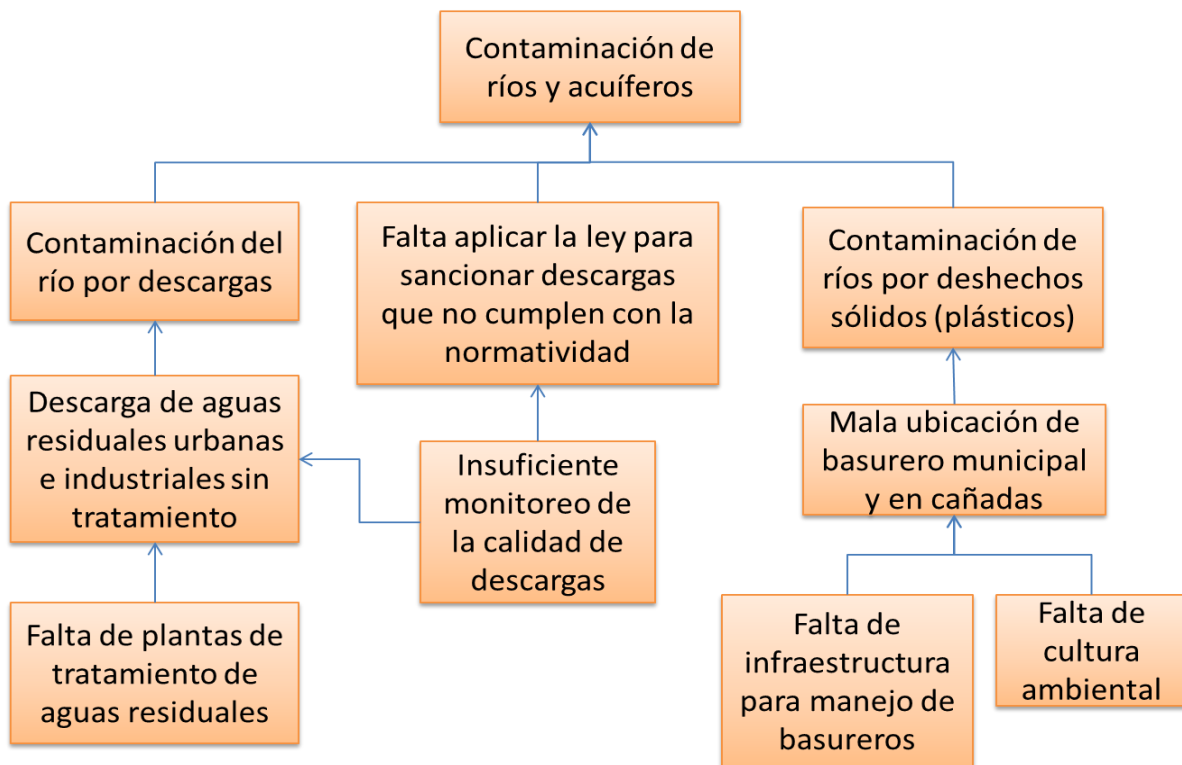 Contaminación de
ríos y acuíferos
Contaminación del
río por descargas
Falta aplicar la ley para
sancionar descargas
que no cumplen con la
normatividad
Contaminación de
ríos por deshechos
sólidos (plásticos)
Descarga de aguas
residuales urbanas
e industriales sin
tratamiento
Insuficiente
monitoreo de
la calidad de
descargas
Mala ubicación de
basurero municipal
y en cañadas
Falta de plantas de
tratamiento de
aguas residuales
Falta de
infraestructura
para manejo de
basureros
Falta de
cultura
ambiental